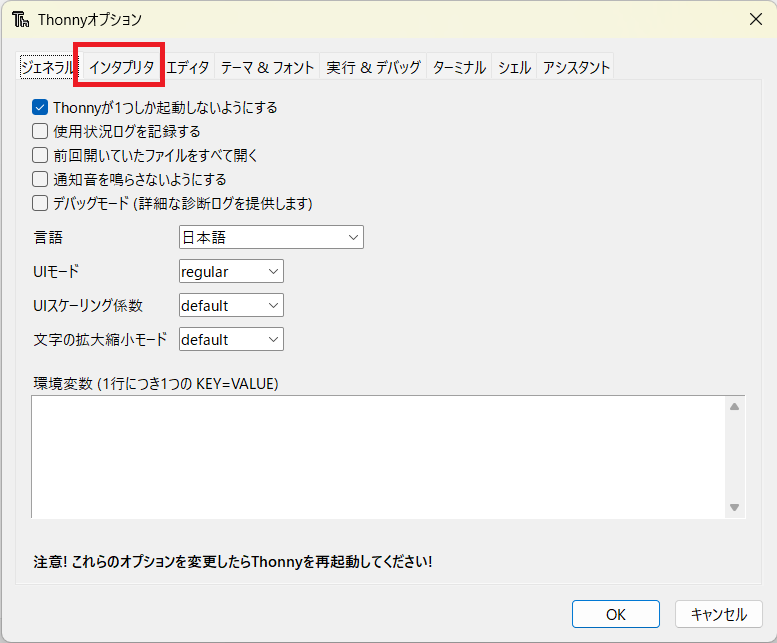 Thonnyオプション
ジェネラル インタプリタ エディタ テーマ & フォント 実行 & デバッグ ターミナル シェル アシスタント
Thonnyが1つしか起動しないようにする
使用状況ログを記録する
前回開いていたファイルをすべて開く
通知音を鳴らさないようにする
デバッグモード (詳細な診断ログを提供します)
言語 日本語
UIモード regular
UIスケーリング係数 default
文字の拡大縮小モード default
環境変数 (1行につき1つの KEY=VALUE)
注意! これらのオプションを変更したらThonnyを再起動してください!
OK キャンセル